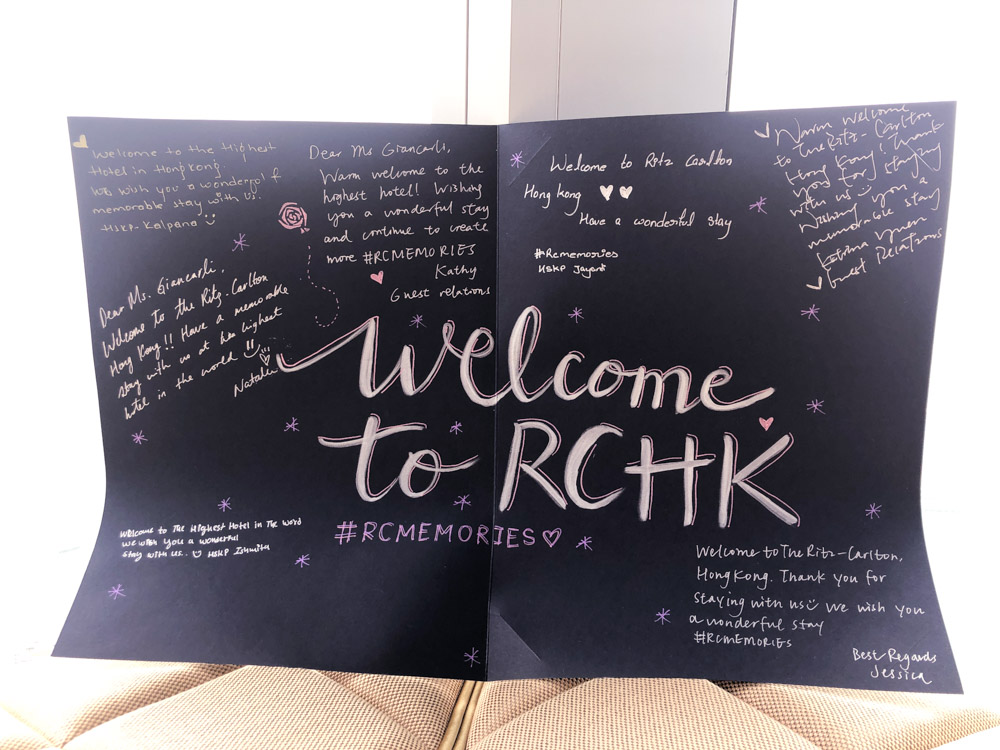 Welcome to the Highest
Hotel in Hongkong.
We wish you a wonderful &
memorable stay with us.
HSKP-Kalpana
Dear Ms Giancarli,
Warm welcome to the
highest hotel! Wishing
you a wonderful stay
and continue to create
more #RCMEMORIES
Kathy
Guest relations
Welcome to Ritz Carlton
Hong Kong
Have a wonderful stay
#Rcmemories
HSKP Jayant
Warm welcome
to The Ritz-Carlton
Hong Kong! Thank
you for staying
with us
Wishing you a
memorable stay
Katrina Yuen
Guest Relations
Dear Ms. Giancarli,
Welcome to the Ritz-Carlton
Hong Kong!! Have a memorable
stay with us at the highest
hotel in the world!!
Natalie
Welcome
to RCHK
#RCMEMORIES
Welcome to The Highest Hotel in The Word
we wish you a wonderful
stay with us. HSKP
Welcome to The Ritz-Carlton,
Hong Kong. Thank you for
staying with us We wish you
a wonderful stay
#RCMEMORIES
Best Regards
Jessica